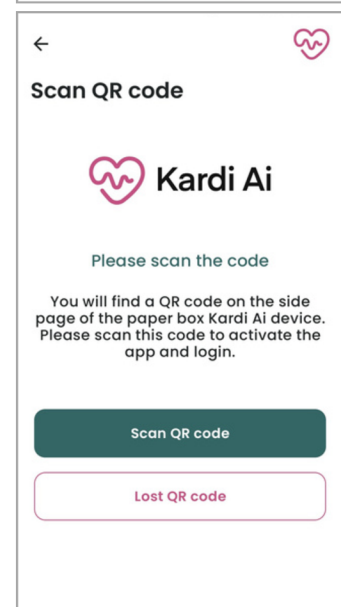 Scan QR code
Kardi Ai
Please scan the code
You will find a QR code on the side
page of the paper box Kardi Ai device.
Please scan this code to activate the
app and login.
Scan QR code
Lost QR code